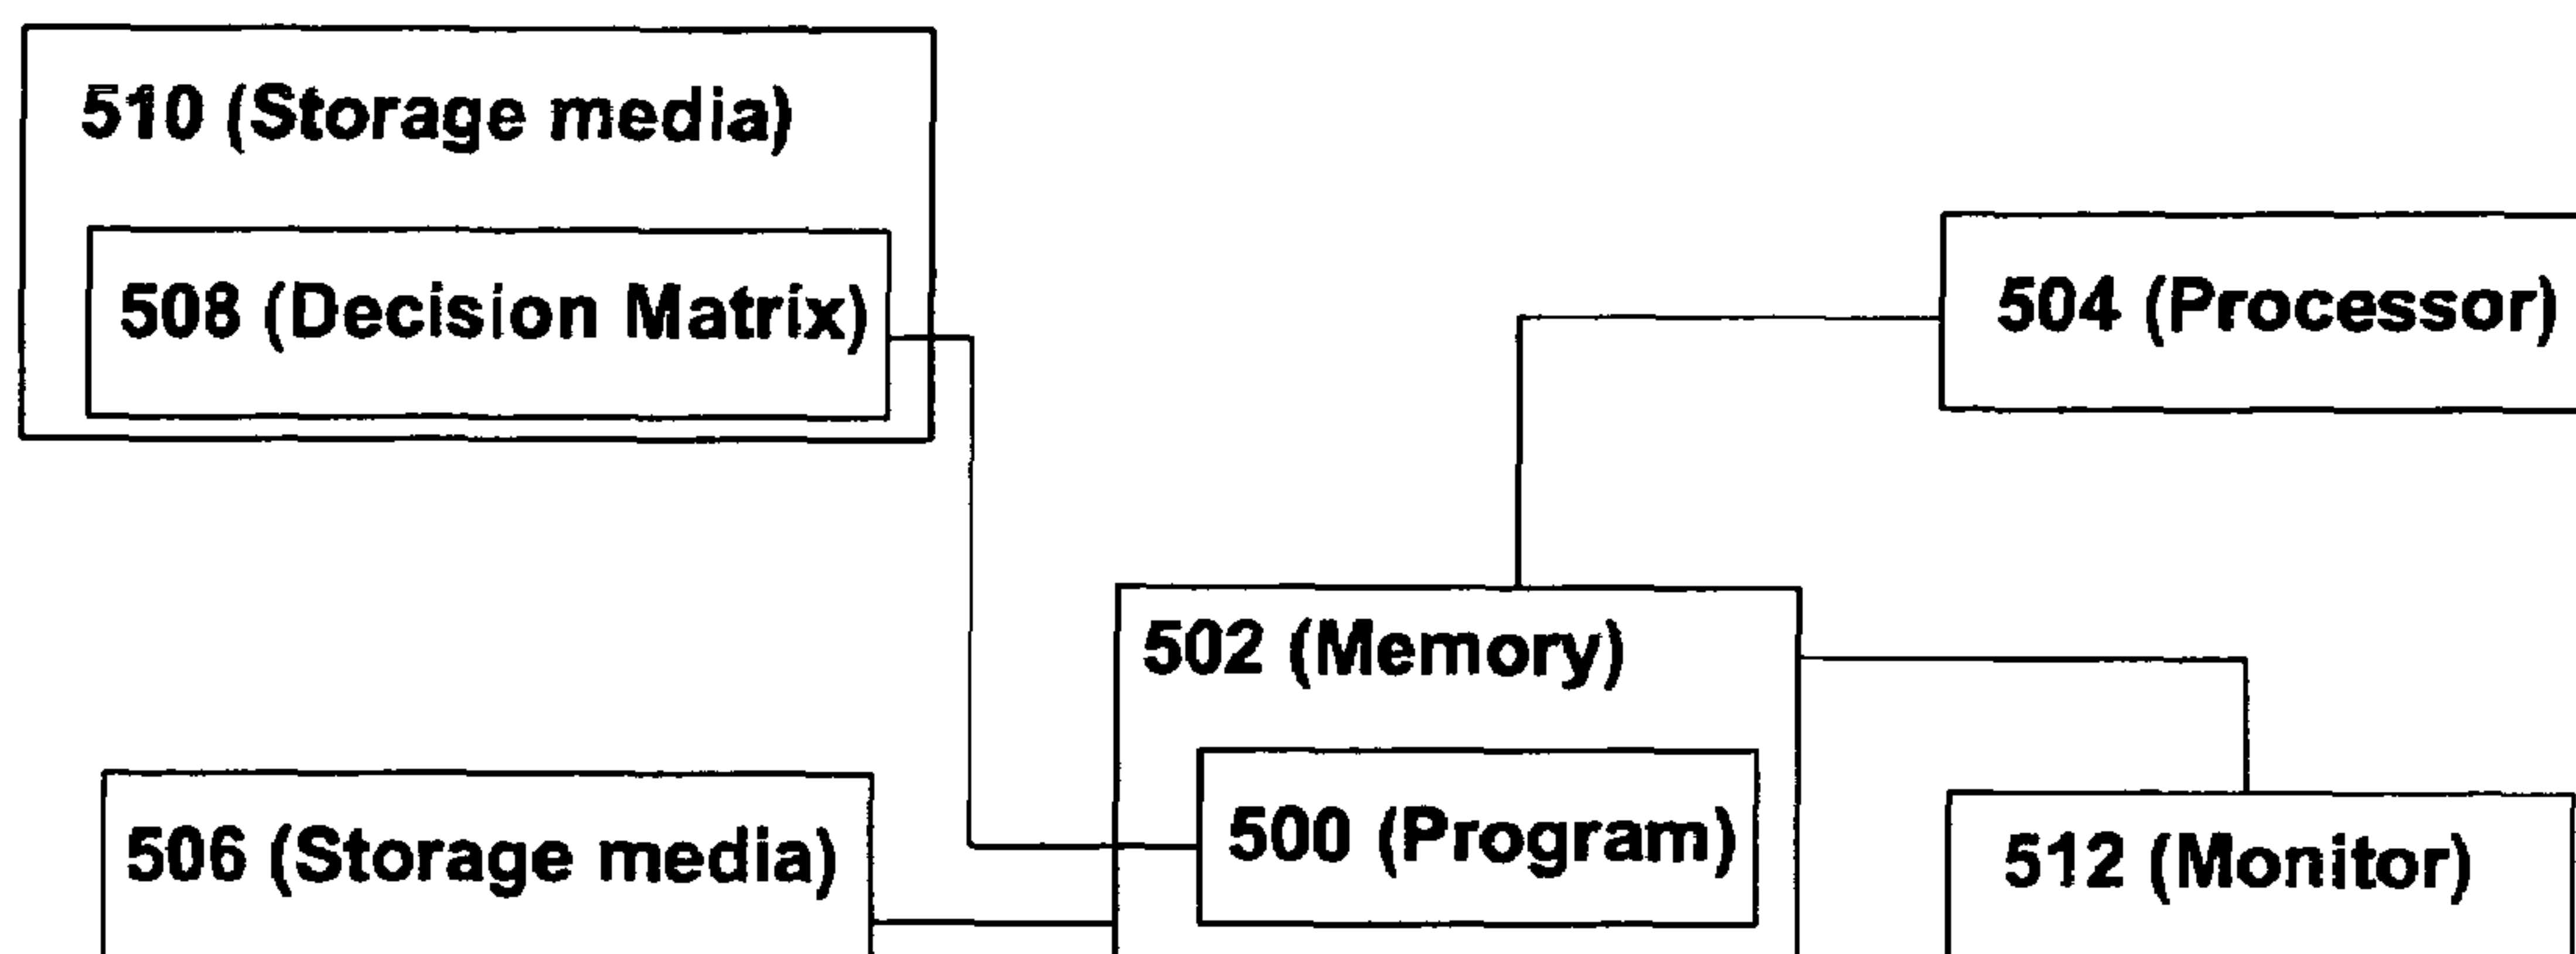 510 (Storage media)
508 (Decision Matrix)
504 (Processor)
502 (Memory)
500 (Program)
506 (Storage media)
512 (Monitor)